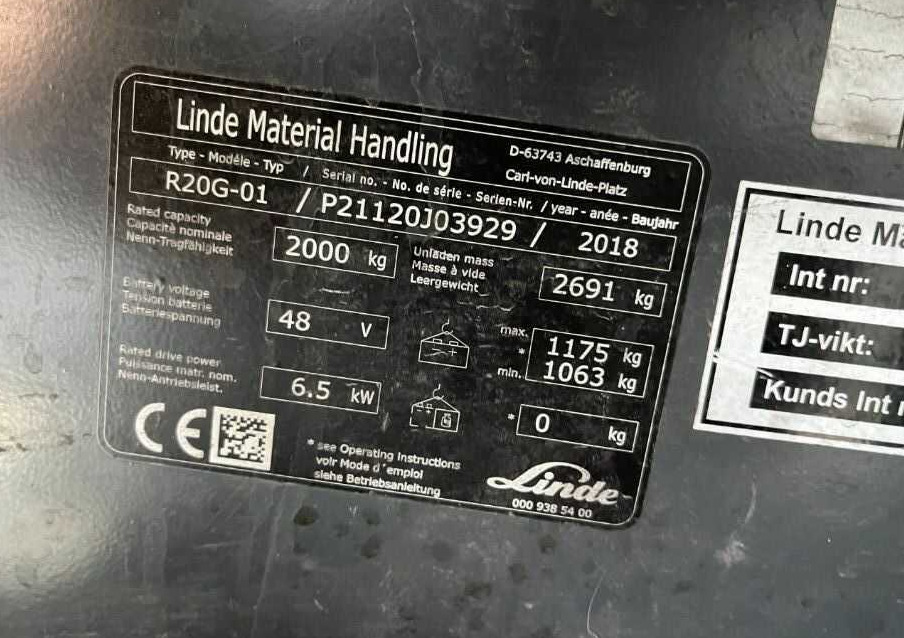 Linde Material Handling
D-63743 Aschaffenburg
Carl-von-Linde-Platz
Type - Modèle - Typ / Serial no. - No. de série - Serien-Nr. / year - anée - Baujahr
R20G-01 / P21120J03929 / 2018
Rated capacity
Capacité nominale
Nenn-Tragfähigkeit
2000 kg
Unladen mass
Masse à vide
Leergewicht
2691 kg
Battery voltage
Tension batterie
Batteriespannung
48 V
max. 1175 kg
*
min. 1063 kg
Rated drive power
Puissance matr. nom.
Nenn-Antriebsleist.
6.5 kW
* 0 kg
CE
* see Operating Instructions
voir Mode d'emploi
siehe Betriebsanleitung
Linde
000 938 54 00
Linde Ma
Int nr:
TJ-vikt:
Kunds Int n